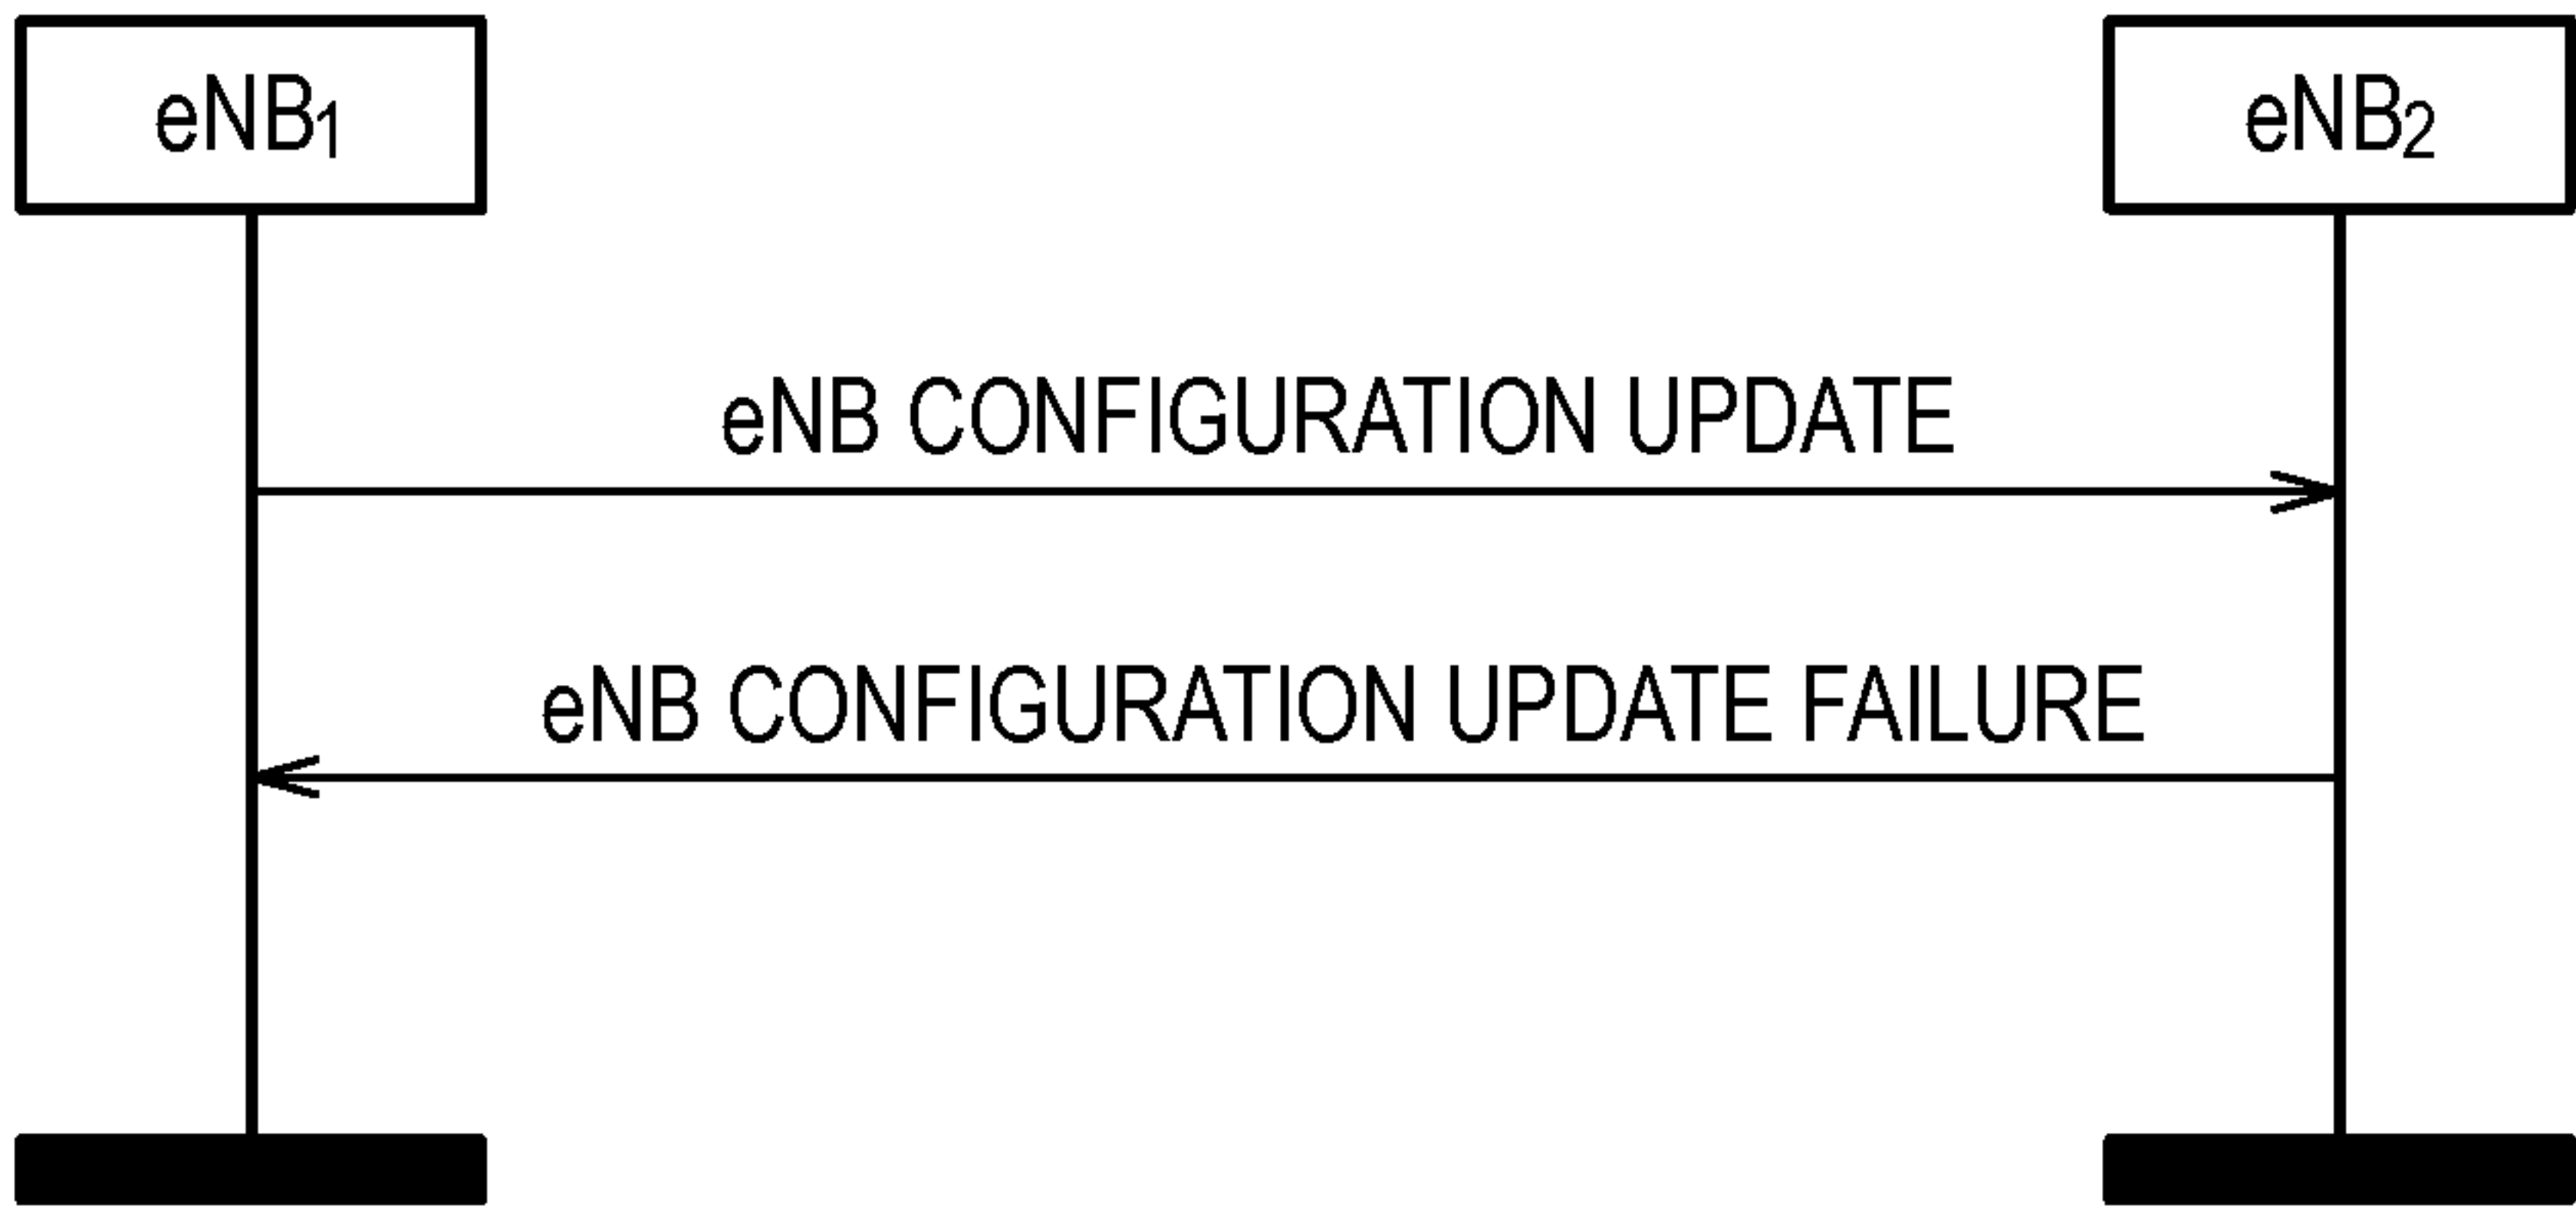 eNB₁
eNB₂
eNB CONFIGURATION UPDATE
eNB CONFIGURATION UPDATE FAILURE